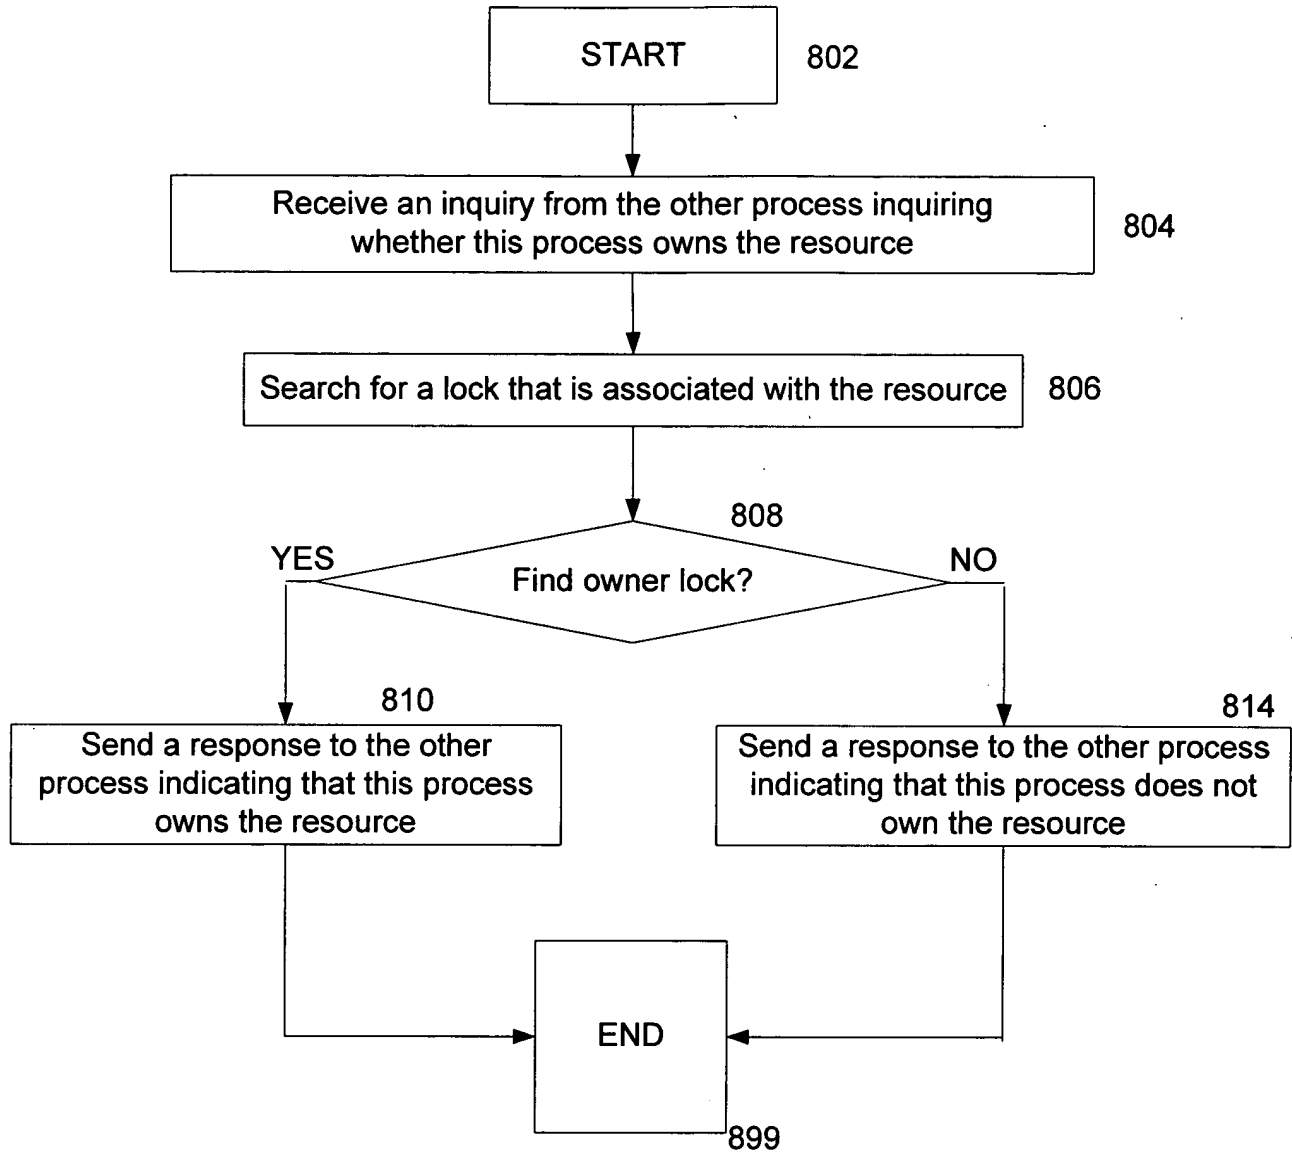 START
802
Receive an inquiry from the other process inquiring
whether this process owns the resource
804
Search for a lock that is associated with the resource
806
808
YES
Find owner lock?
NO
810
814
Send a response to the other
process indicating that this process
owns the resource
Send a response to the other process
indicating that this process does not
own the resource
END
899